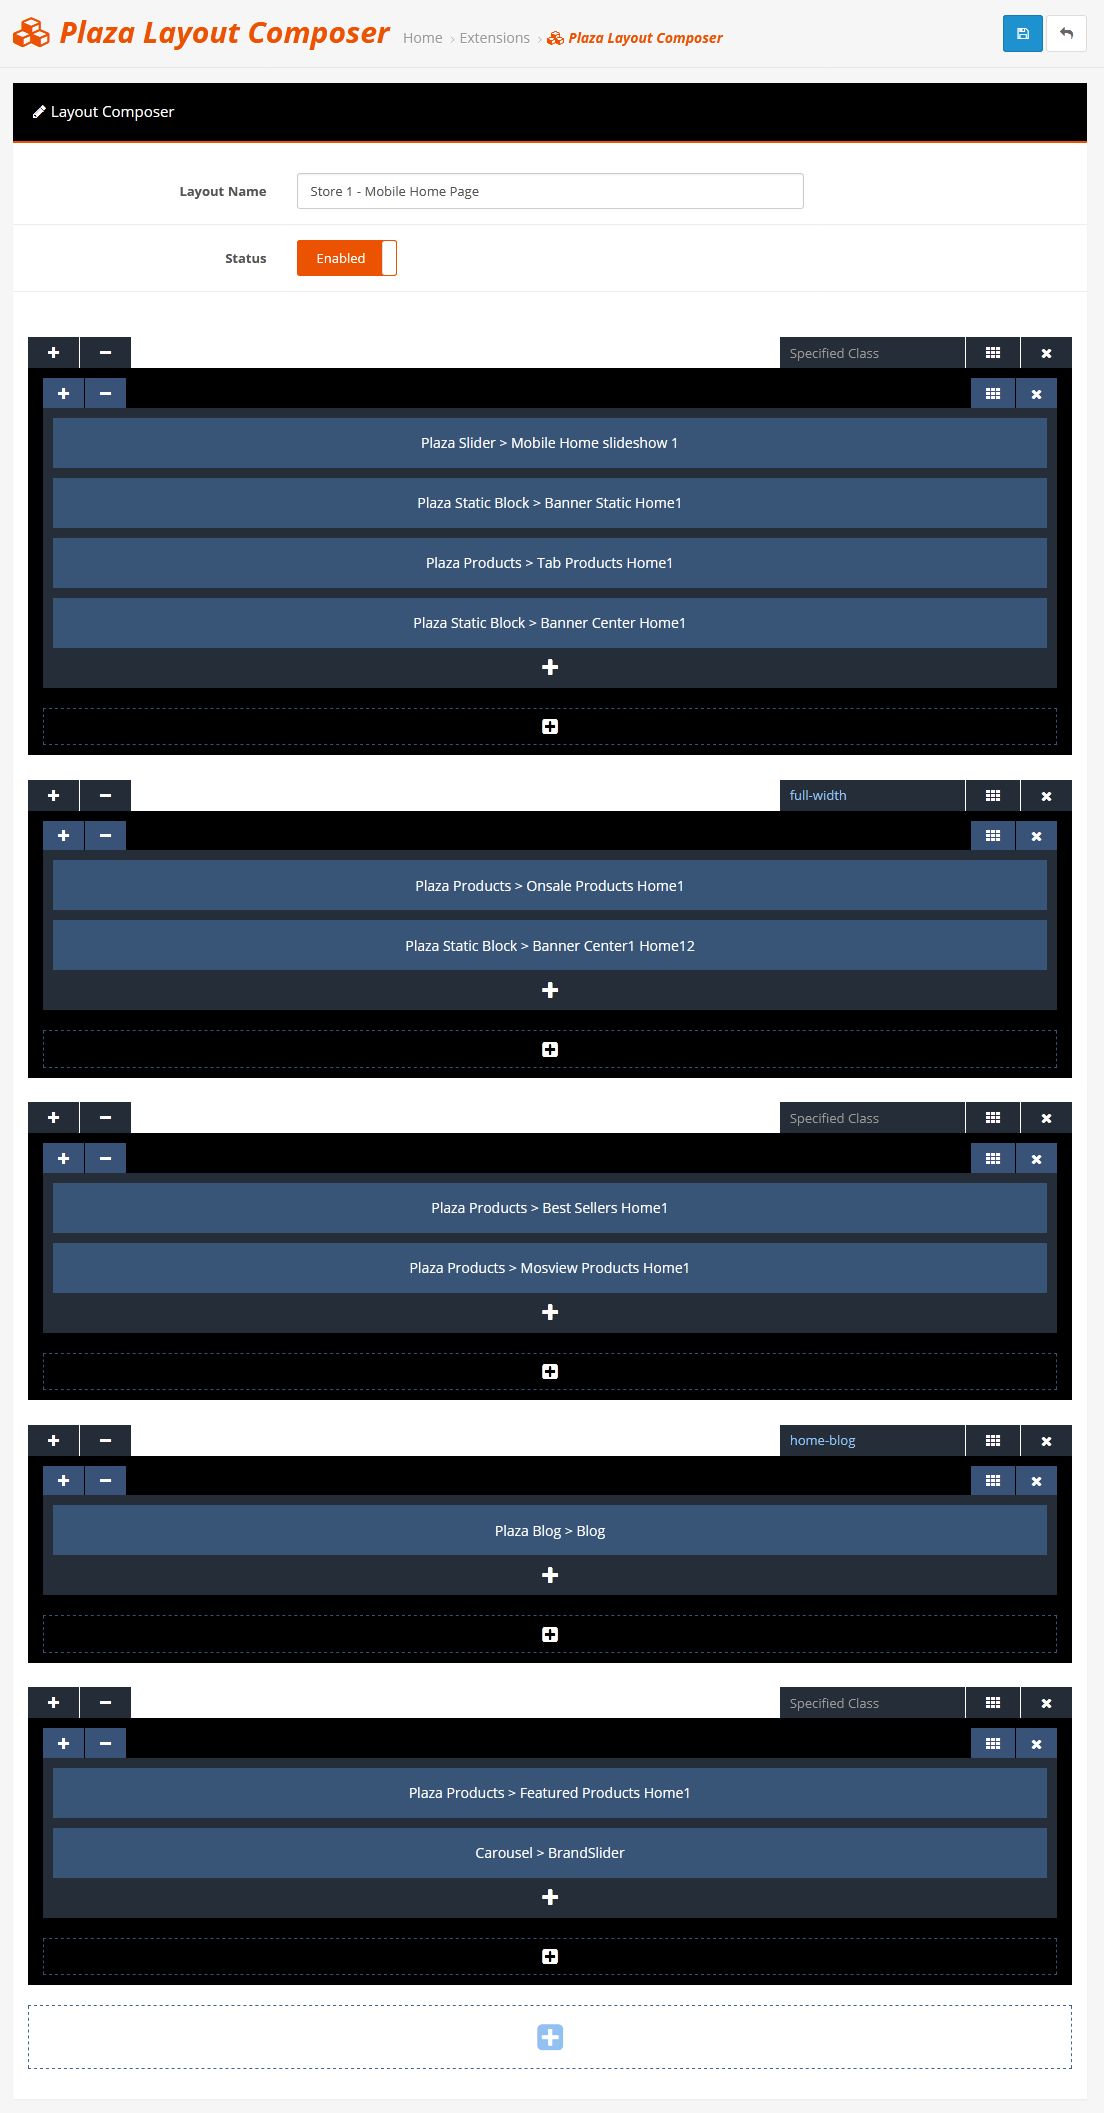 Plaza Layout Composer
Home › Extensions › Plaza Layout Composer
Layout Composer
Layout Name
Store 1 - Mobile Home Page
Status
Enabled
Specified Class
Plaza Slider > Mobile Home slideshow 1
Plaza Static Block > Banner Static Home1
Plaza Products > Tab Products Home1
Plaza Static Block > Banner Center Home1
full-width
Plaza Products > Onsale Products Home1
Plaza Static Block > Banner Center1 Home12
Specified Class
Plaza Products > Best Sellers Home1
Plaza Products > Mosview Products Home1
home-blog
Plaza Blog > Blog
Specified Class
Plaza Products > Featured Products Home1
Carousel > BrandSlider